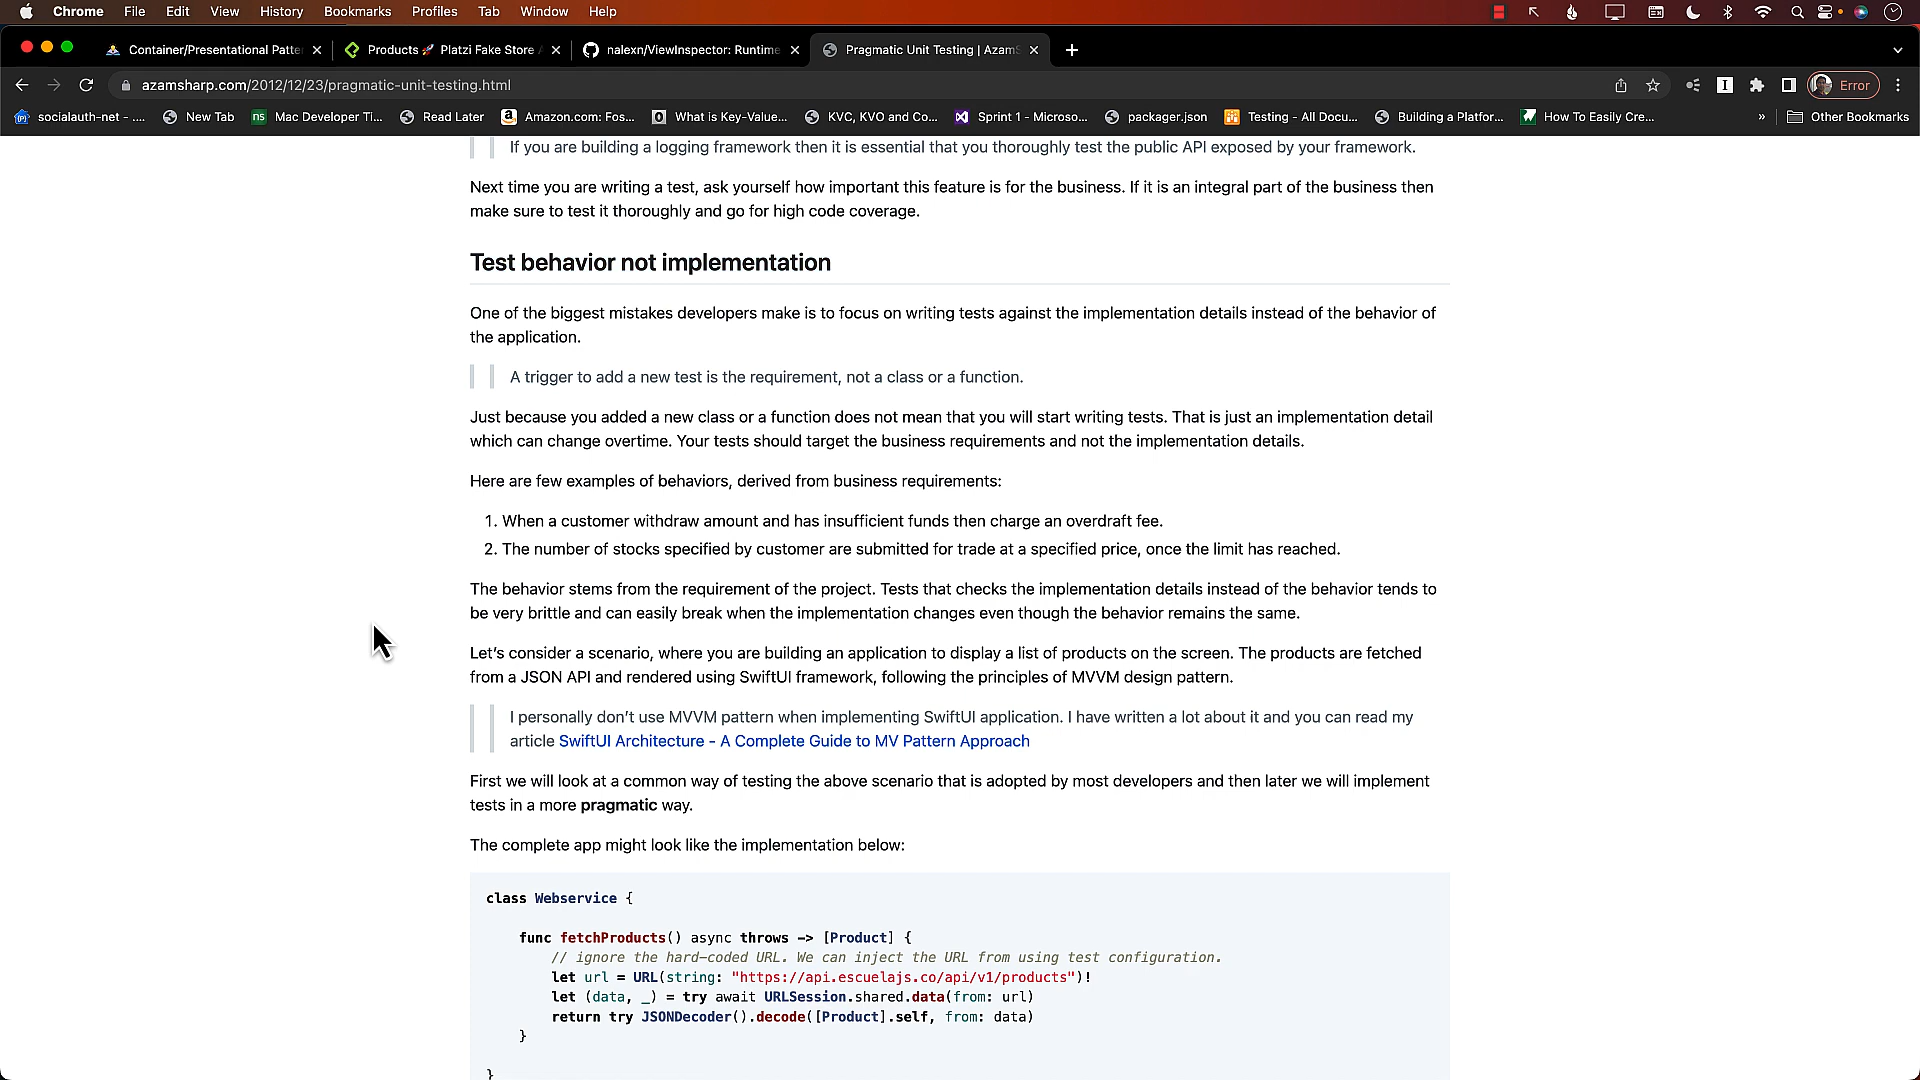 Chrome File Edit View History Bookmarks Profiles Tab Window Help
Container/Presentational Patte
Products 🚀 Platzi Fake Store A
nalexn/ViewInspector: Runtime
Pragmatic Unit Testing | AzamS
azamsharp.com/2012/12/23/pragmatic-unit-testing.html
Error
socialauth-net - .... New Tab ns Mac Developer Ti... Read Later Amazon.com: Fos... What is Key-Value... KVC, KVO and Co... Sprint 1 - Microso... packager.json Testing - All Docu... Building a Platfor... How To Easily Cre... » Other Bookmarks
If you are building a logging framework then it is essential that you thoroughly test the public API exposed by your framework.
Next time you are writing a test, ask yourself how important this feature is for the business. If it is an integral part of the business then
make sure to test it thoroughly and go for high code coverage.
Test behavior not implementation
One of the biggest mistakes developers make is to focus on writing tests against the implementation details instead of the behavior of
the application.
A trigger to add a new test is the requirement, not a class or a function.
Just because you added a new class or a function does not mean that you will start writing tests. That is just an implementation detail
which can change overtime. Your tests should target the business requirements and not the implementation details.
Here are few examples of behaviors, derived from business requirements:
1. When a customer withdraw amount and has insufficient funds then charge an overdraft fee.
2. The number of stocks specified by customer are submitted for trade at a specified price, once the limit has reached.
The behavior stems from the requirement of the project. Tests that checks the implementation details instead of the behavior tends to
be very brittle and can easily break when the implementation changes even though the behavior remains the same.
Let's consider a scenario, where you are building an application to display a list of products on the screen. The products are fetched
from a JSON API and rendered using SwiftUI framework, following the principles of MVVM design pattern.
I personally don't use MVVM pattern when implementing SwiftUI application. I have written a lot about it and you can read my
article SwiftUI Architecture - A Complete Guide to MV Pattern Approach
First we will look at a common way of testing the above scenario that is adopted by most developers and then later we will implement
tests in a more pragmatic way.
The complete app might look like the implementation below:
class Webservice {
func fetchProducts() async throws -> [Product] {
// ignore the hard-coded URL. We can inject the URL from using test configuration.
let url = URL(string: "https://api.escuelajs.co/api/v1/products")!
let (data, _) = try await URLSession.shared.data(from: url)
return try JSONDecoder().decode([Product].self, from: data)
}
}